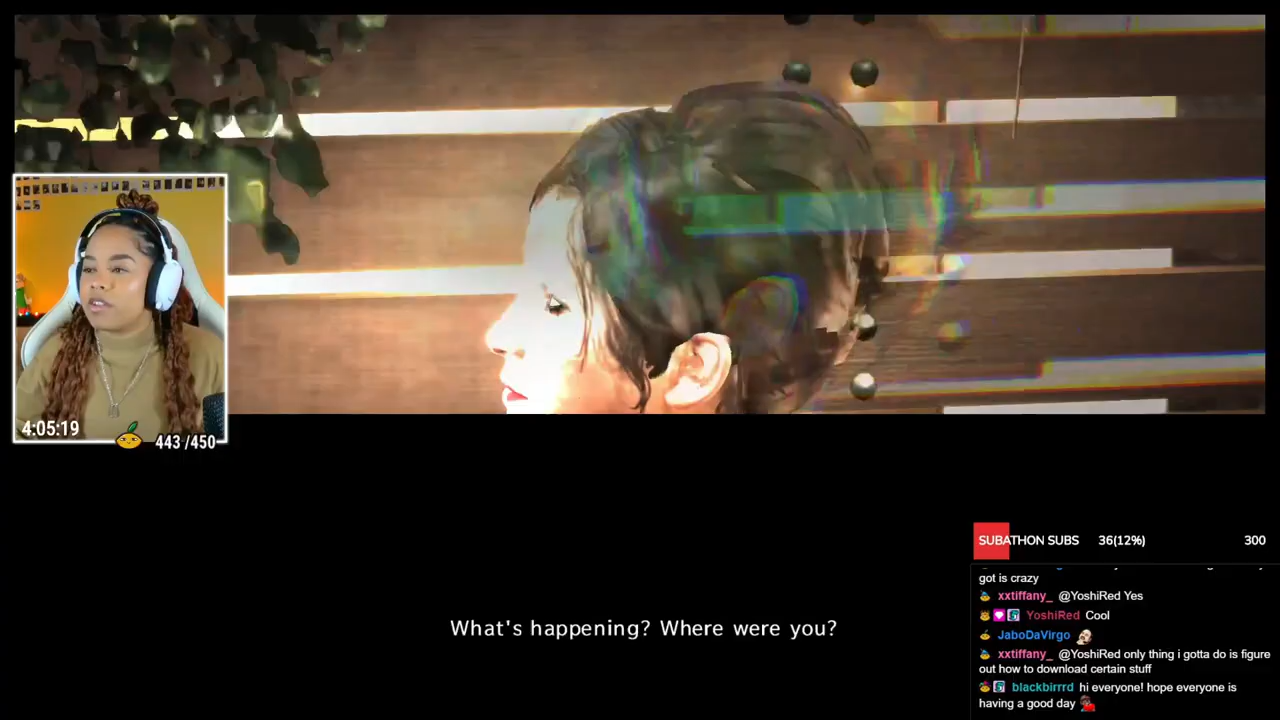 4:05:19
443 /450
What's happening? Where were you?
SUBATHON SUBS 36(12%) 300
got is crazy
xxtiffany_ @YoshiRed Yes
YoshiRed Cool
JaboDaVirgo
xxtiffany_ @YoshiRed only thing i gotta do is figure
out how to download certain stuff
blackbirrrd hi everyone! hope everyone is
having a good day